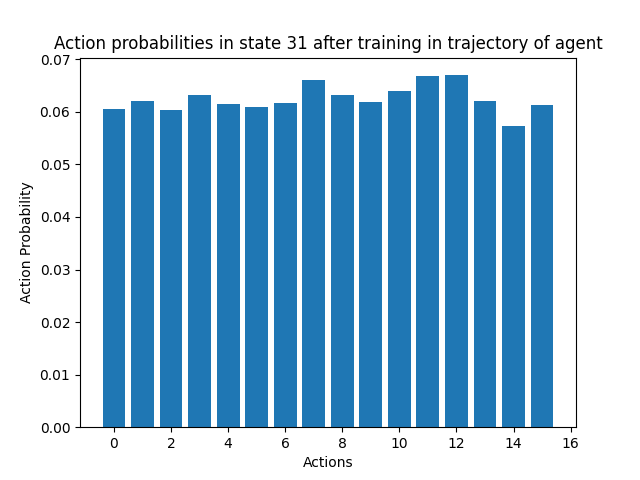 Action probabilities in state 31 after training in trajectory of agent
0.07
0.06
0.05
0.04
0.03
0.02
0.01
0.00
Action Probability
0 2 4 6 8 10 12 14 16
Actions